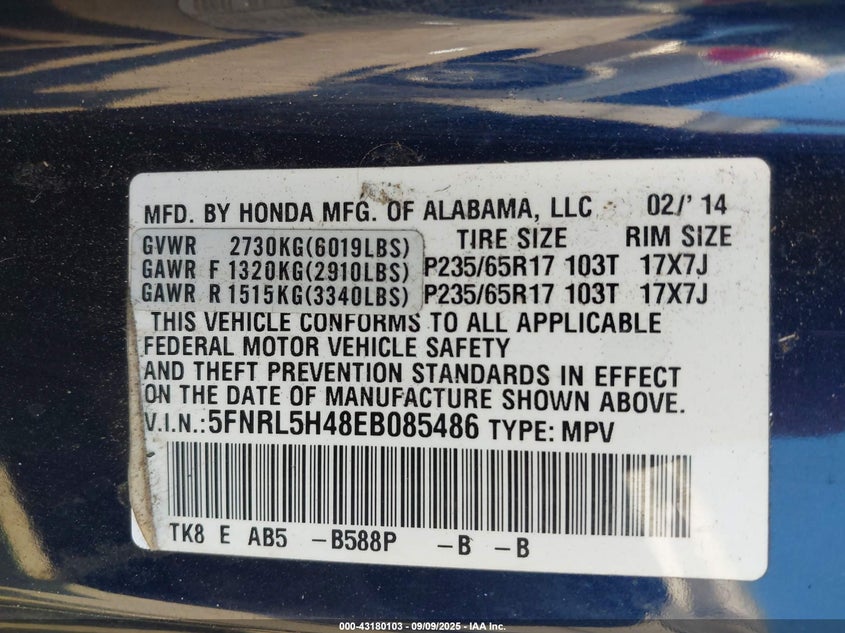 MFD. BY HONDA MFG. OF ALABAMA, LLC 02/' 14
GVWR 2730KG(6019LBS) TIRE SIZE RIM SIZE
GAWR F 1320KG(2910LBS) P235/65R17 103T 17X7J
GAWR R 1515KG(3340LBS) P235/65R17 103T 17X7J
THIS VEHICLE CONFORMS TO ALL APPLICABLE
FEDERAL MOTOR VEHICLE SAFETY
AND THEFT PREVENTION STANDARDS IN EFFECT
ON THE DATE OF MANUFACTURE SHOWN ABOVE.
V.I.N.:5FNRL5H48EB085486 TYPE: MPV
TK8 E AB5 -B588P -B -B
000-43180103 - 09/09/2025 - IAA Inc.